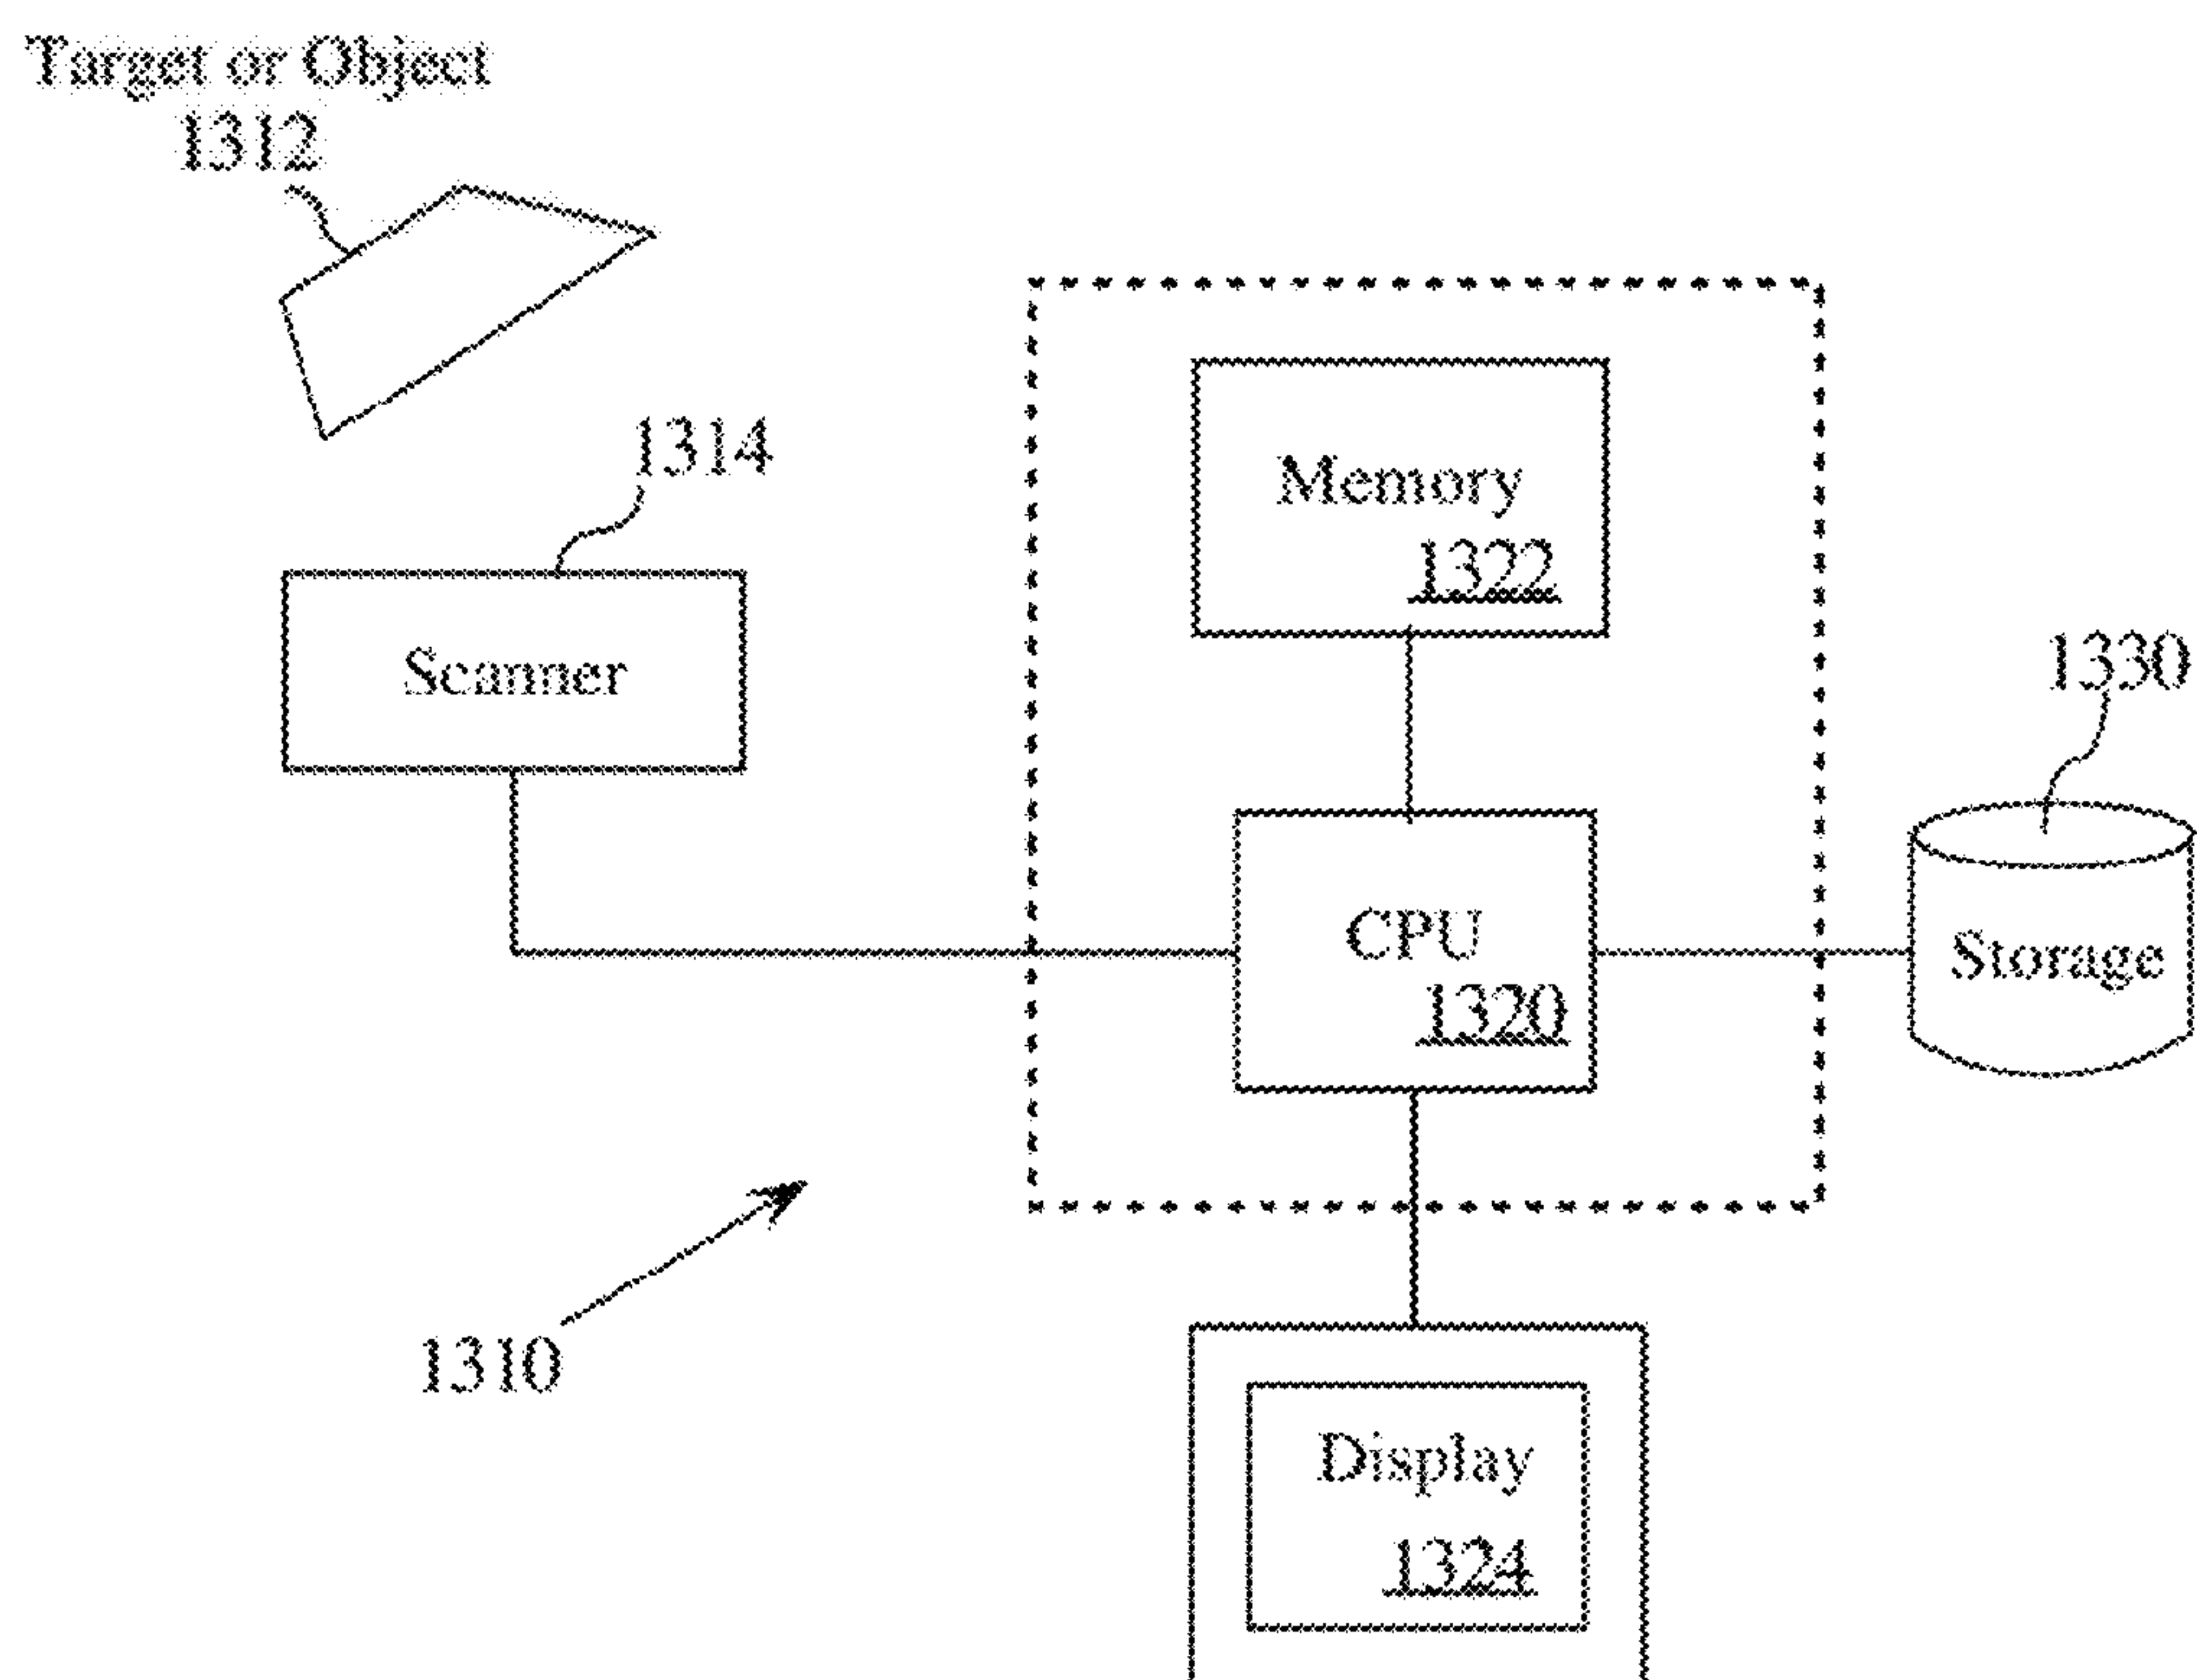 Target or Object
1312
1314
Scanner
Memory
1322
1330
CPU
1320
Storage
1310
Display
1324